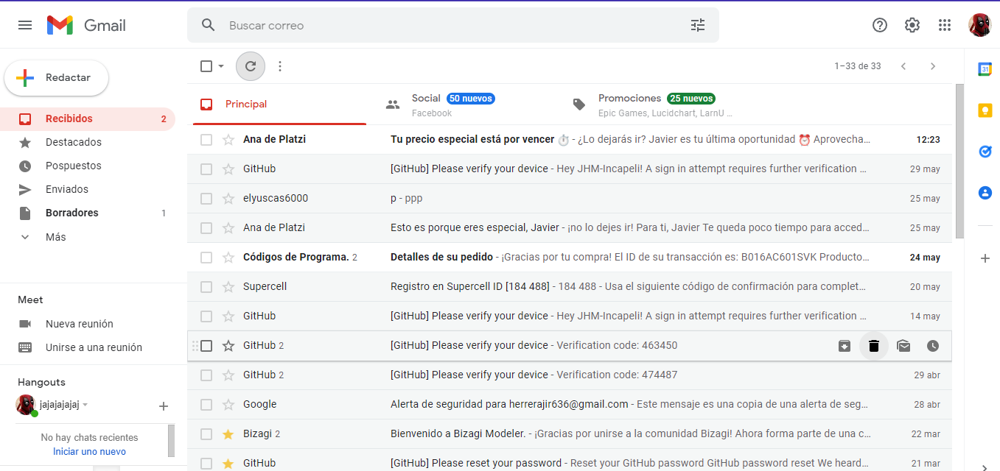 Gmail
Buscar correo
Redactar
1–33 de 33
Recibidos 2
Destacados
Pospuestos
Enviados
Borradores 1
Más
Meet
Nueva reunión
Unirse a una reunión
Hangouts
jajajajajaj
No hay chats recientes
Iniciar uno nuevo
Principal
Social 50 nuevos
Facebook
Promociones 25 nuevos
Epic Games, Lucidchart, LarnU ...
Ana de Platzi Tu precio especial está por vencer ⏱️ - ¿Lo dejarás ir? Javier es tu última oportunidad ⏰ Aprovecha... 12:23
GitHub [GitHub] Please verify your device - Hey JHM-Incapeli! A sign in attempt requires further verification ... 29 may
elyuscas6000 p - ppp 25 may
Ana de Platzi Esto es porque eres especial, Javier - ¡no lo dejes ir! Para ti, Javier Te queda poco tiempo para acced... 25 may
Códigos de Programa. 2 Detalles de su pedido - ¡Gracias por tu compra! El ID de su transacción es: B016AC601SVK Producto... 24 may
Supercell Registro en Supercell ID [184 488] - 184 488 - Usa el siguiente código de confirmación para complet... 20 may
GitHub [GitHub] Please verify your device - Hey JHM-Incapeli! A sign in attempt requires further verification ... 14 may
GitHub 2 [GitHub] Please verify your device - Verification code: 463450
GitHub 2 [GitHub] Please verify your device - Verification code: 474487 29 abr
Google Alerta de seguridad para herrerajir636@gmail.com - Este mensaje es una copia de una alerta de seg... 28 abr
Bizagi 2 Bienvenido a Bizagi Modeler. - ¡Gracias por unirse a la comunidad Bizagi! Ahora forma parte de una c... 22 mar
GitHub [GitHub] Please reset your password - Reset your GitHub password GitHub password reset We heard... 21 mar
31